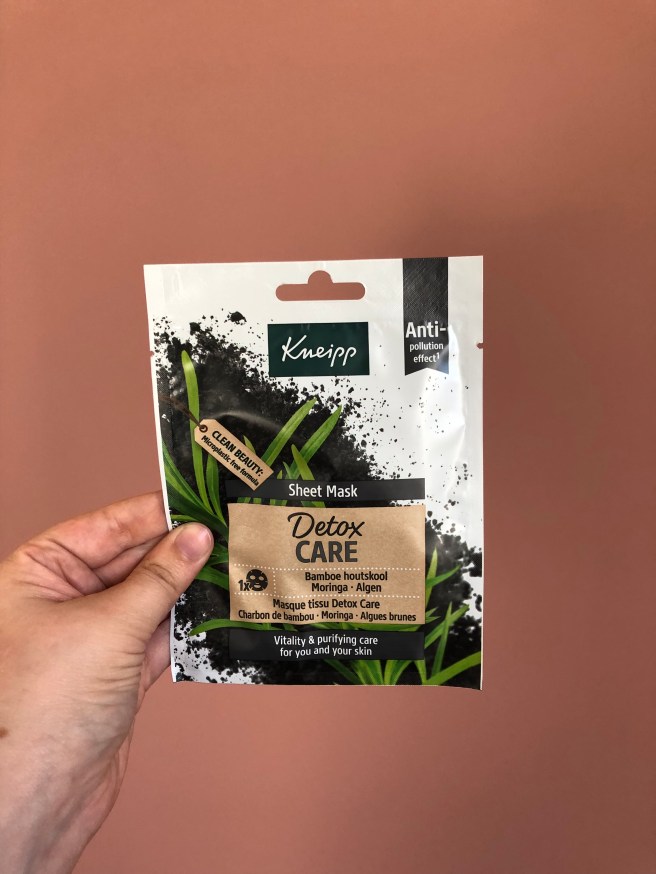 Kneipp
Anti-
pollution
effect¹
CLEAN BEAUTY:
Microplastic free formula
Sheet Mask
Detox
CARE
1x
Bamboe houtskool
Moringa · Algen
Masque tissu Detox Care
Charbon de bambou · Moringa · Algues brunes
Vitality & purifying care
for you and your skin